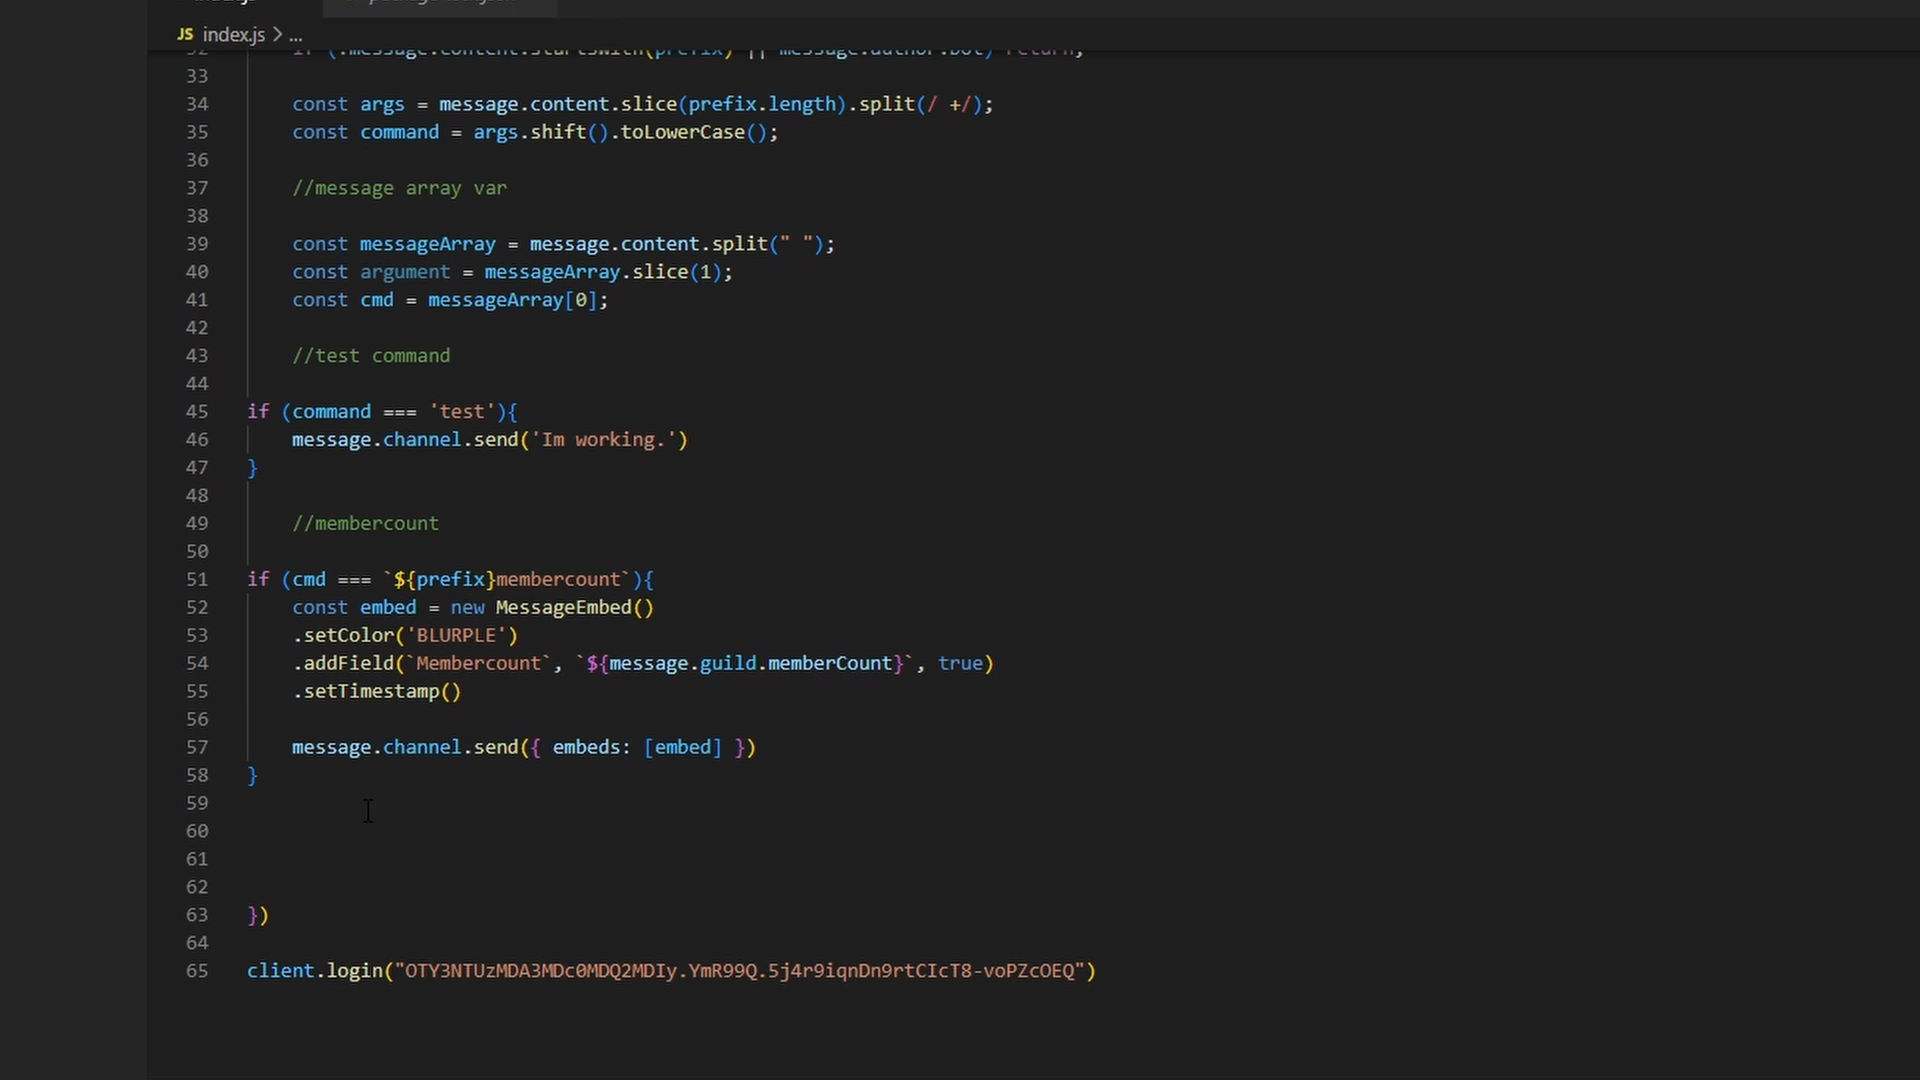 JS index.js > ...
33
34 const args = message.content.slice(prefix.length).split(/ +/);
35 const command = args.shift().toLowerCase();
36
37 //message array var
38
39 const messageArray = message.content.split(" ");
40 const argument = messageArray.slice(1);
41 const cmd = messageArray[0];
42
43 //test command
44
45 if (command === 'test'){
46 message.channel.send('Im working.')
47 }
48
49 //membercount
50
51 if (cmd === `${prefix}membercount`){
52 const embed = new MessageEmbed()
53 .setColor('BLURPLE')
54 .addField(`Membercount`, `${message.guild.memberCount}`, true)
55 .setTimestamp()
56
57 message.channel.send({ embeds: [embed] })
58 }
59
60
61
62
63 })
64
65 client.login("OTY3NTUzMDA3MDc0MDQ2MDIy.YmR99Q.5j4r9iqnDn9rtCIcT8-voPZcOEQ")